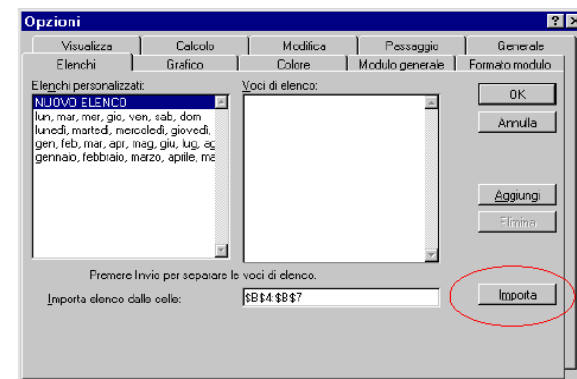 Opzioni
Visualizza Calcolo Modifica Passaggio Generale
Elenchi Grafico Colore Modulo generale Formato modulo
Elenchi personalizzati: Voci di elenco:
NUOVO ELENCO
lun, mar, mer, gio, ven, sab, dom
lunedì, martedì, mercoledì, giovedì,
gen, feb, mar, apr, mag, giu, lug, ag
gennaio, febbraio, marzo, aprile, ma
OK
Annulla
Aggiungi
Elimina
Premere Invio per separare le voci di elenco.
Importa elenco dalle celle: $B$4:$B$7 Importa